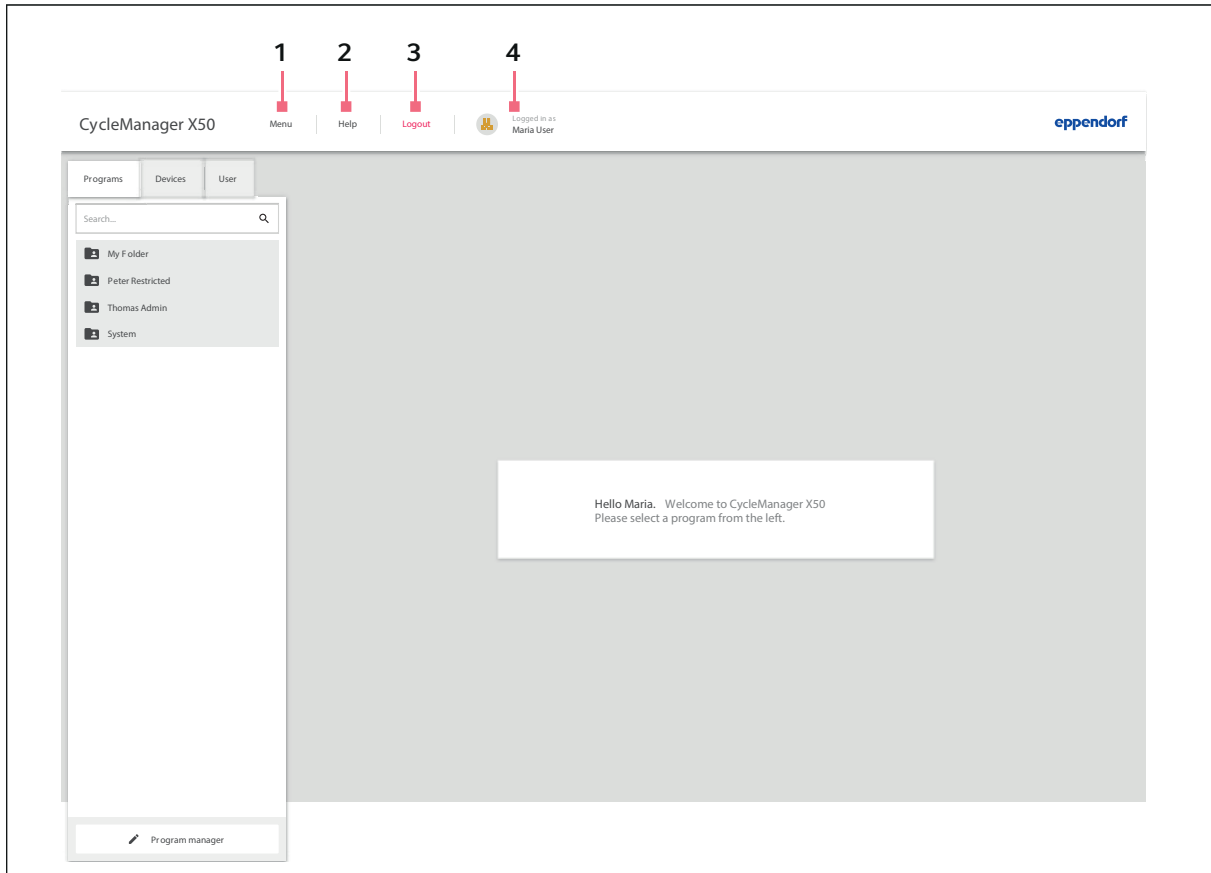 1 2 3 4
CycleManager X50 Menu Help Logout Logged in as eppendorf
Maria User
Programs Devices User
Search...
My Folder
Peter Restricted
Thomas Admin
System
Hello Maria. Welcome to CycleManager X50
Please select a program from the left.
Program manager